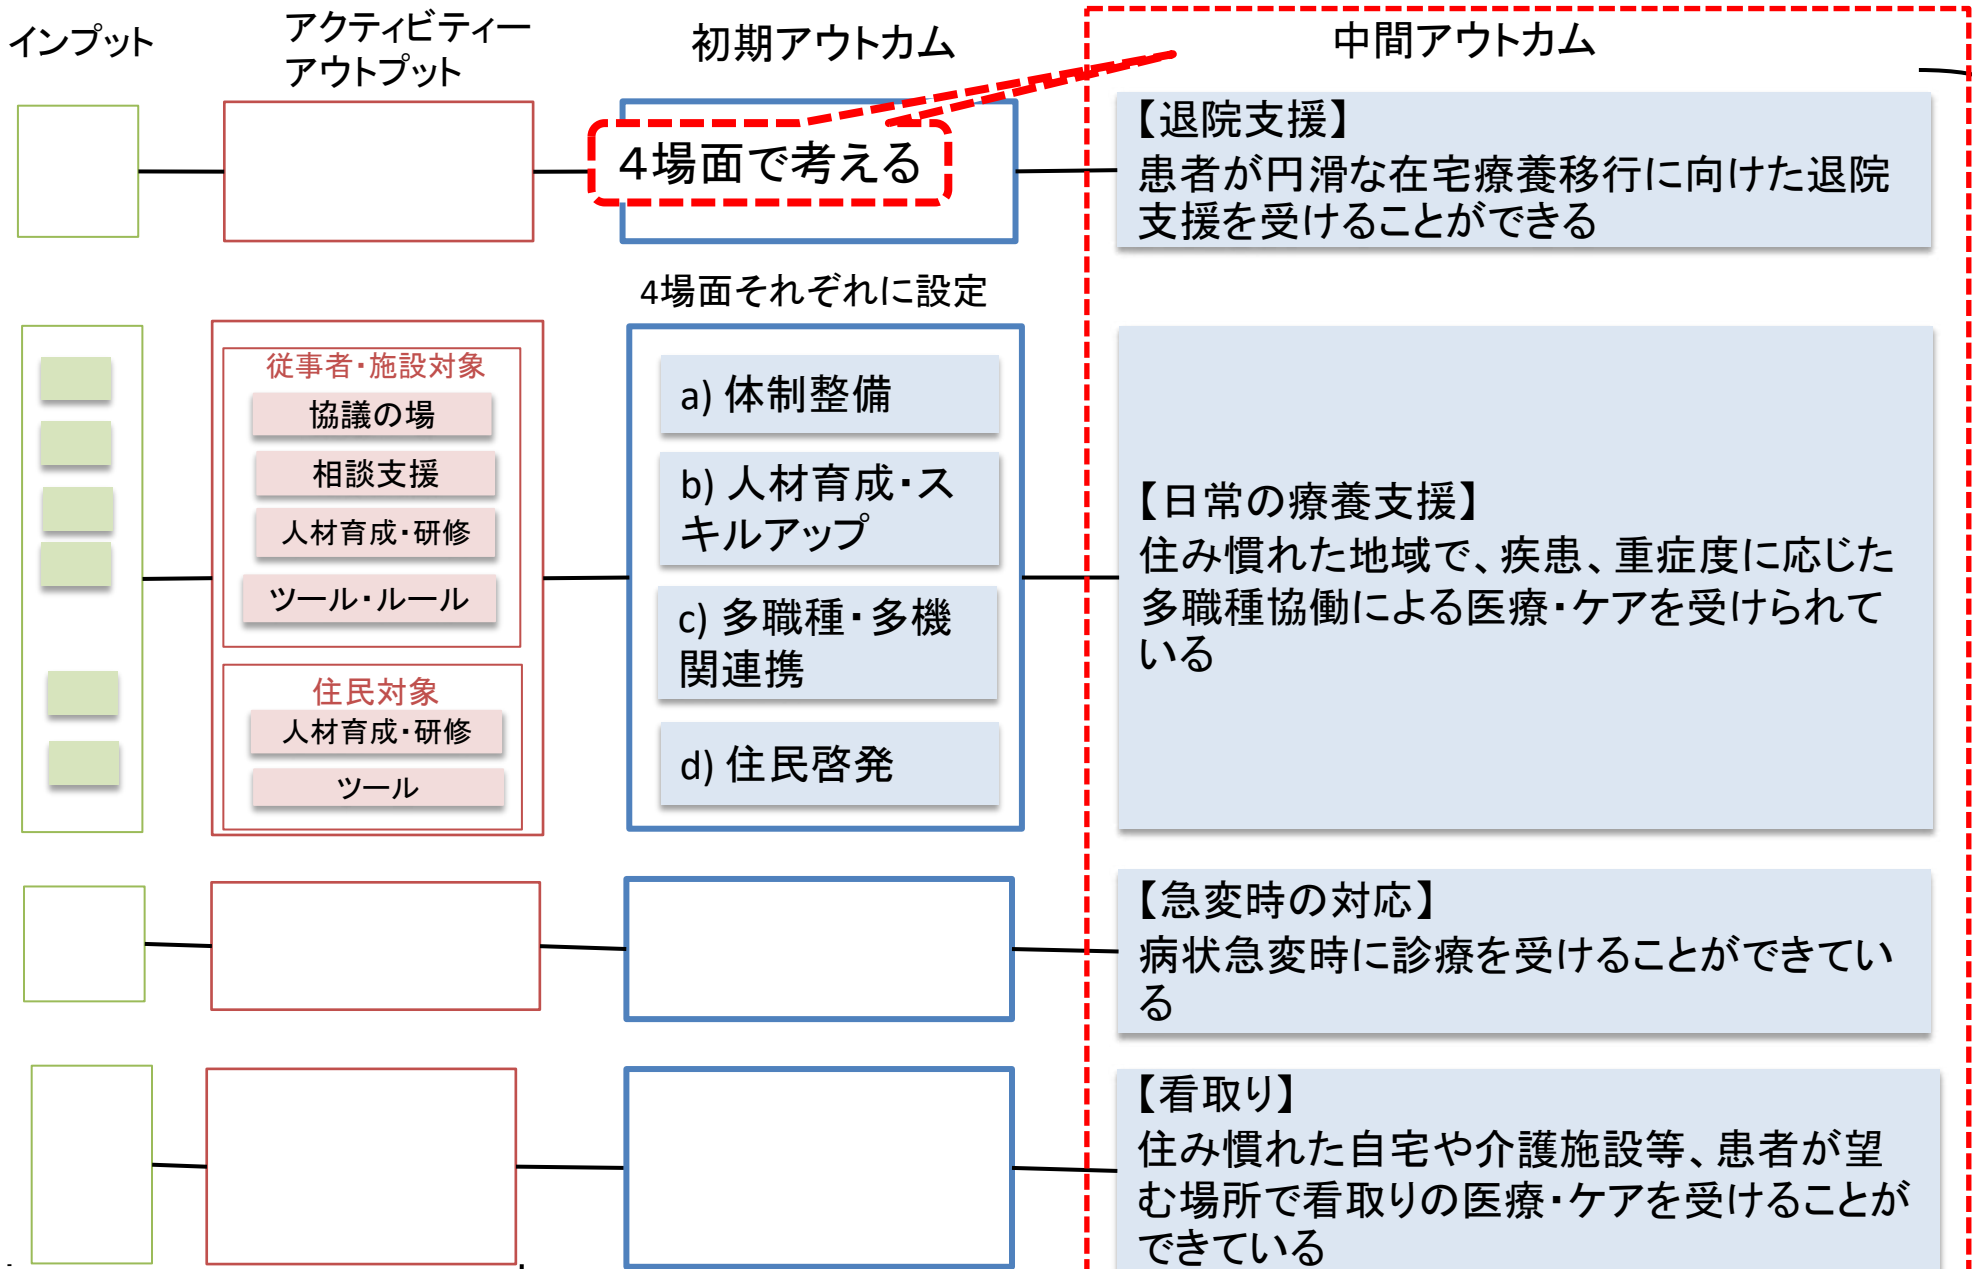 インプット
アクティビティー
アウトプット
初期アウトカム
中間アウトカム
4場面で考える
【退院支援】
患者が円滑な在宅療養移行に向けた退院
支援を受けることができる
4場面それぞれに設定
従事者・施設対象
協議の場
相談支援
人材育成・研修
ツール・ルール
住民対象
人材育成・研修
ツール
a) 体制整備
b) 人材育成・ス
キルアップ
c) 多職種・多機
関連携
d) 住民啓発
【日常の療養支援】
住み慣れた地域で、疾患、重症度に応じた
多職種協働による医療・ケアを受けられて
いる
【急変時の対応】
病状急変時に診療を受けることができてい
る
【看取り】
住み慣れた自宅や介護施設等、患者が望
む場所で看取りの医療・ケアを受けることが
できている